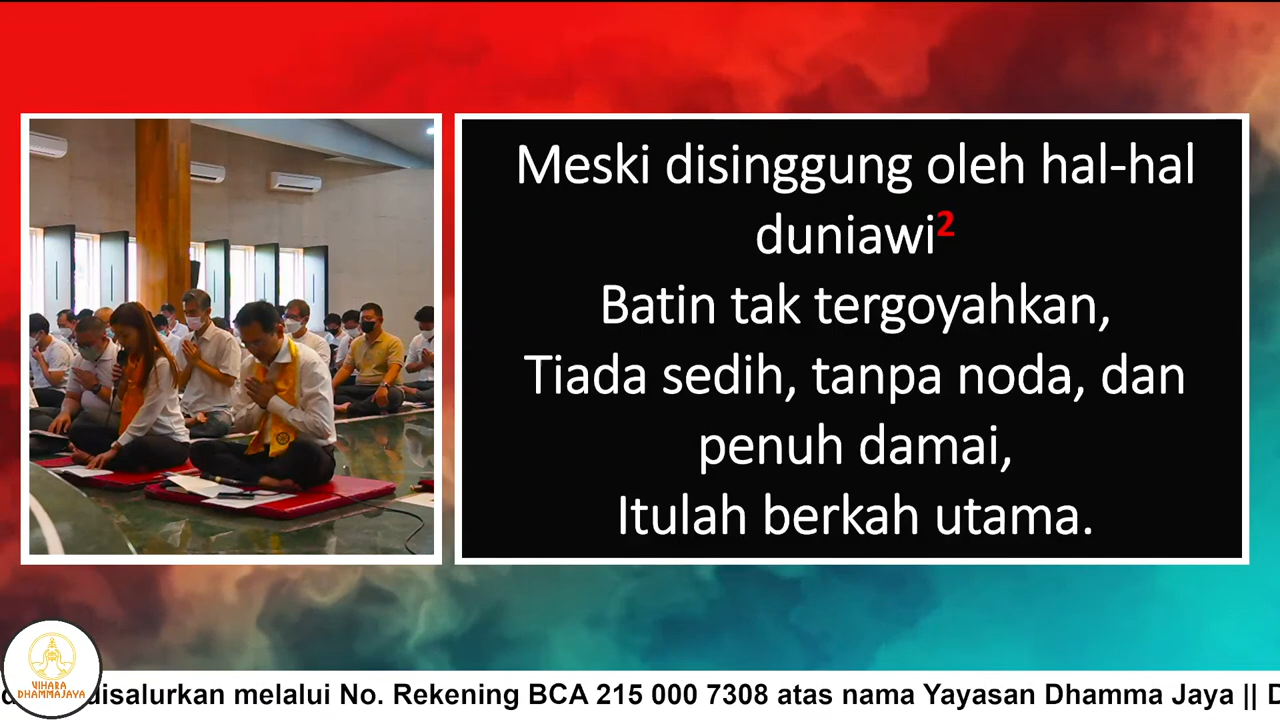 Meski disinggung oleh hal-hal
duniawi²
Batin tak tergoyahkan,
Tiada sedih, tanpa noda, dan
penuh damai,
Itulah berkah utama.
VIHARA
DHAMMAJAYA
disalurkan melalui No. Rekening BCA 215 000 7308 atas nama Yayasan Dhamma Jaya || D